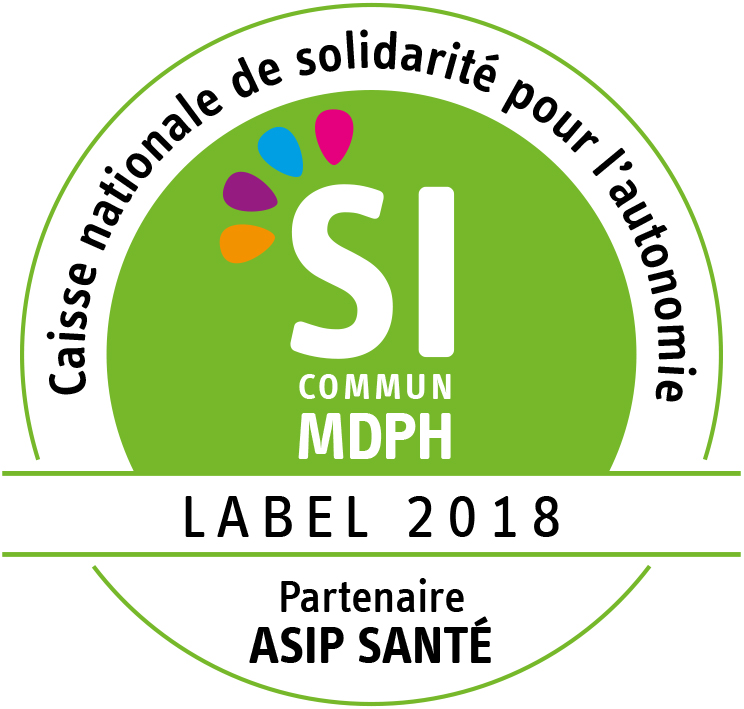 Caisse nationale de solidarité pour l'autonomie
SI
COMMUN
MDPH
LABEL 2018
Partenaire
ASIP SANTÉ